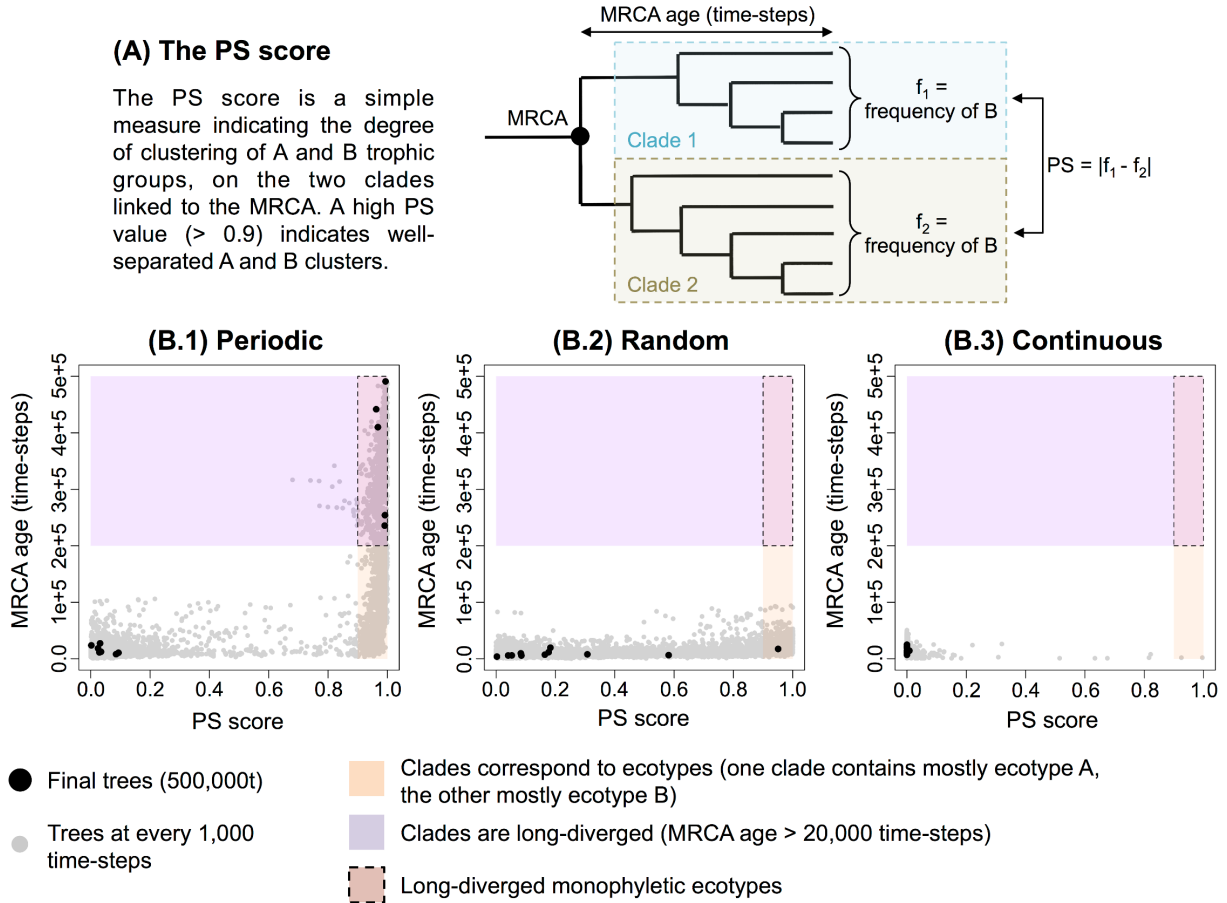 (A) The PS score
The PS score is a simple
measure indicating the degree
of clustering of A and B trophic
groups, on the two clades
linked to the MRCA. A high PS
value (> 0.9) indicates well-
separated A and B clusters.
MRCA age (time-steps)
MRCA
Clade 1
f1 =
frequency of B
Clade 2
f2 =
frequency of B
PS = |f1 - f2|
(B.1) Periodic
MRCA age (time-steps)
5e+5
4e+5
3e+5
2e+5
1e+5
0.0
0.0 0.2 0.4 0.6 0.8 1.0
PS score
(B.2) Random
MRCA age (time-steps)
5e+5
4e+5
3e+5
2e+5
1e+5
0.0
0.0 0.2 0.4 0.6 0.8 1.0
PS score
(B.3) Continuous
MRCA age (time-steps)
5e+5
4e+5
3e+5
2e+5
1e+5
0.0
0.0 0.2 0.4 0.6 0.8 1.0
PS score
Final trees (500,000t)
Trees at every 1,000
time-steps
Clades correspond to ecotypes (one clade contains mostly ecotype A,
the other mostly ecotype B)
Clades are long-diverged (MRCA age > 20,000 time-steps)
Long-diverged monophyletic ecotypes